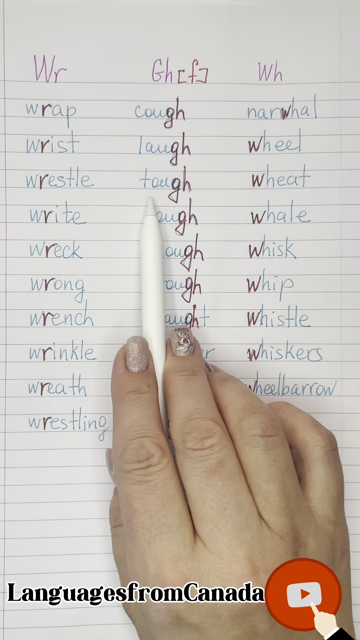 Wr Gh[f] Wh
wrap cough narwhal
wrist laugh wheel
wrestle tough wheat
write whale
wreck whisk
wrong whip
wrench whistle
wrinkle whiskers
wreath wheelbarrow
wrestling
LanguagesfromCanada